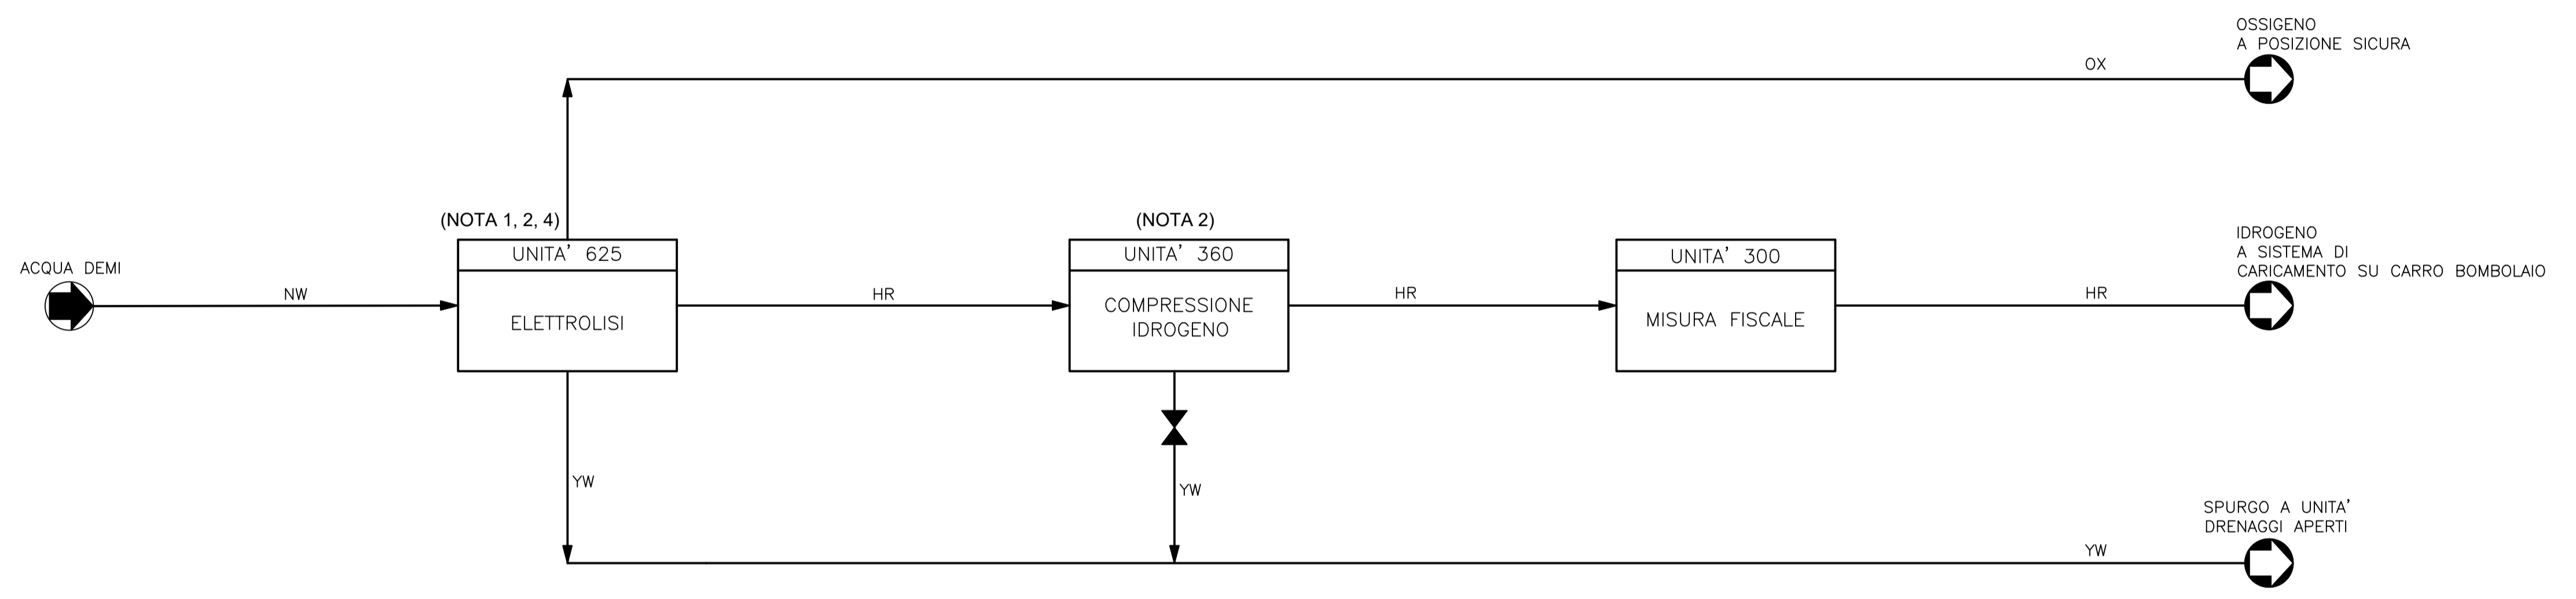 OSSIGENO
A POSIZIONE SICURA
OX
(NOTA 1, 2, 4)
(NOTA 2)
IDROGENO
A SISTEMA DI
CARICAMENTO SU CARRO BOMBOLAIO
UNITA' 625
UNITA' 360
UNITA' 300
ACQUA DEMI
NW
HR
HR
HR
ELETTROLISI
COMPRESSIONE
IDROGENO
MISURA FISCALE
YW
YW
SPURGO A UNITA'
DRENAGGI APERTI
YW